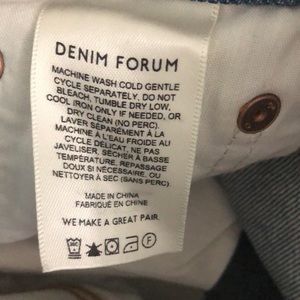 DENIM FORUM
MACHINE WASH COLD GENTLE
CYCLE SEPARATELY, DO NOT
BLEACH, TUMBLE DRY LOW,
COOL IRON ONLY IF NEEDED, OR
DRY CLEAN (NO PERC).
LAVER SÉPARÉMENT À LA
MACHINE À L'EAU FROIDE AU
CYCLE DÉLICAT, NE PAS
JAVELISER, SÉCHER À BASSE
TEMPÉRATURE, REPASSAGE
DOUX SI NÉCESSAIRE, OU
NETTOYER À SEC (SANS PERC).
MADE IN CHINA
FABRIQUÉ EN CHINE
WE MAKE A GREAT PAIR
F